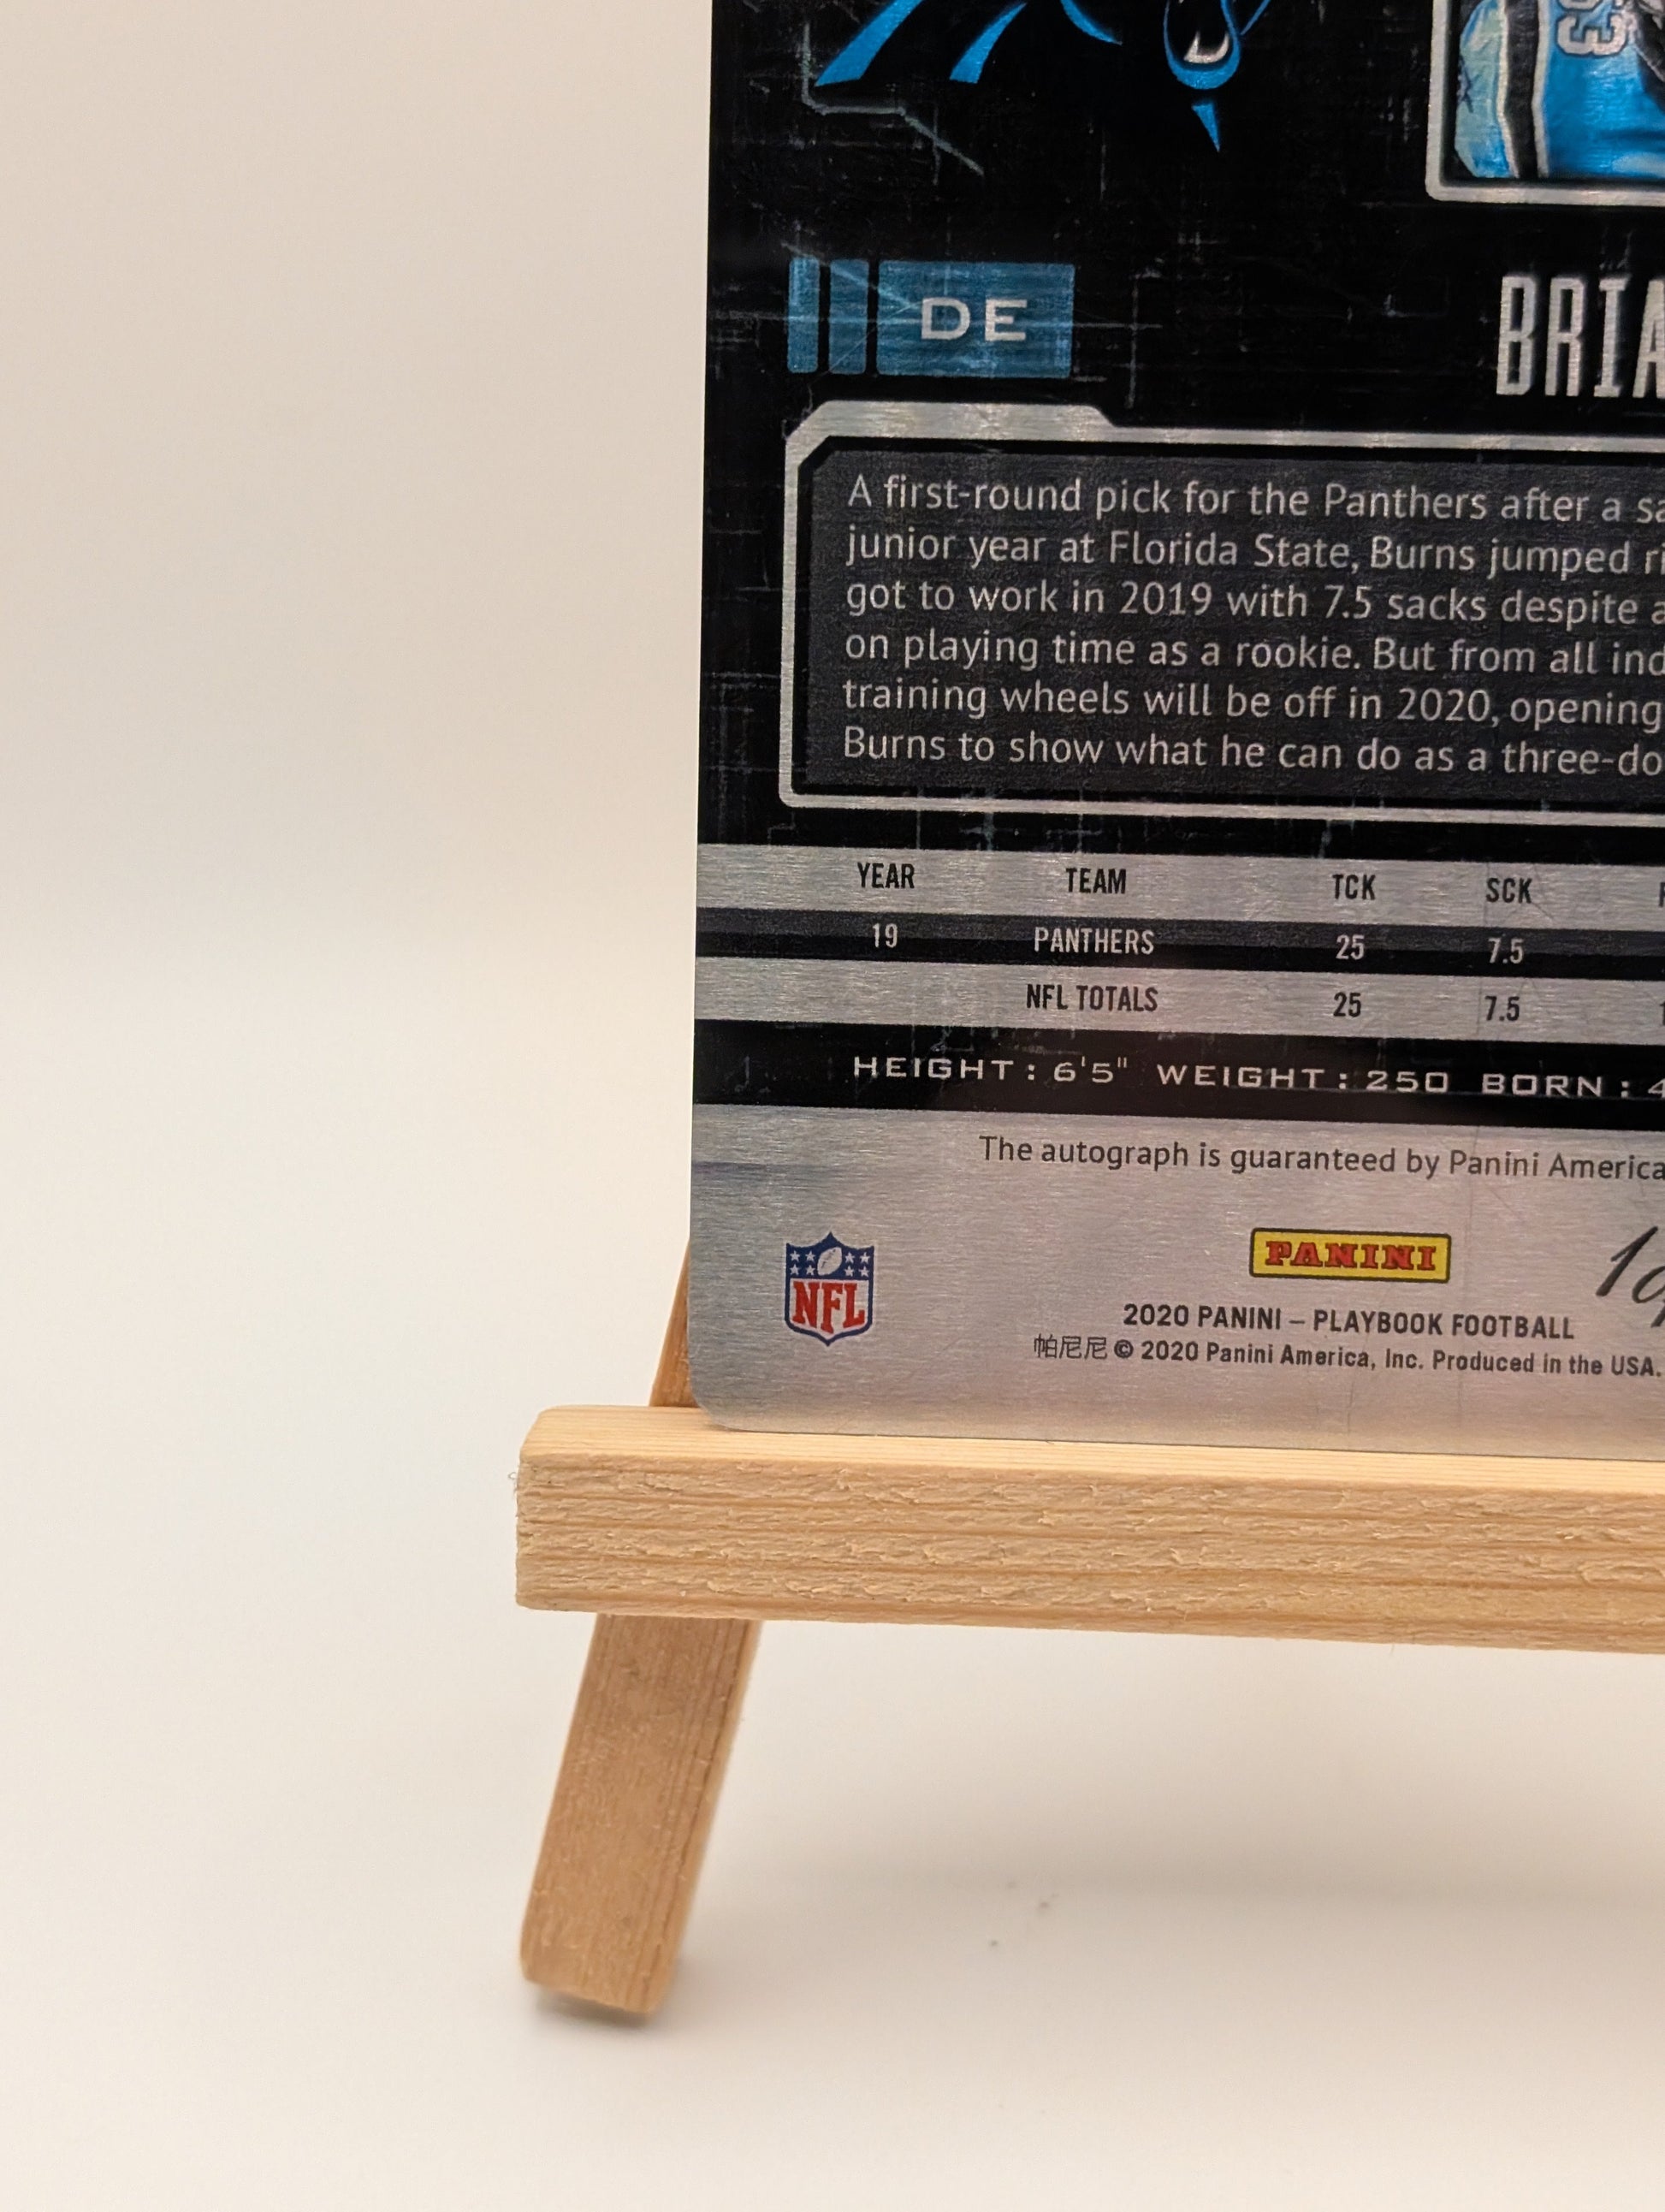 53
DE
BRIA
A first-round pick for the Panthers after a sa
junior year at Florida State, Burns jumped ri
got to work in 2019 with 7.5 sacks despite a
on playing time as a rookie. But from all ind
training wheels will be off in 2020, opening
Burns to show what he can do as a three-do
YEAR TEAM TCK SCK F
19 PANTHERS 25 7.5
NFL TOTALS 25 7.5 1
HEIGHT: 6'5" WEIGHT: 250 BORN: 4
The autograph is guaranteed by Panini America
NFL
PANINI
2020 PANINI – PLAYBOOK FOOTBALL
帕尼尼 © 2020 Panini America, Inc. Produced in the USA.